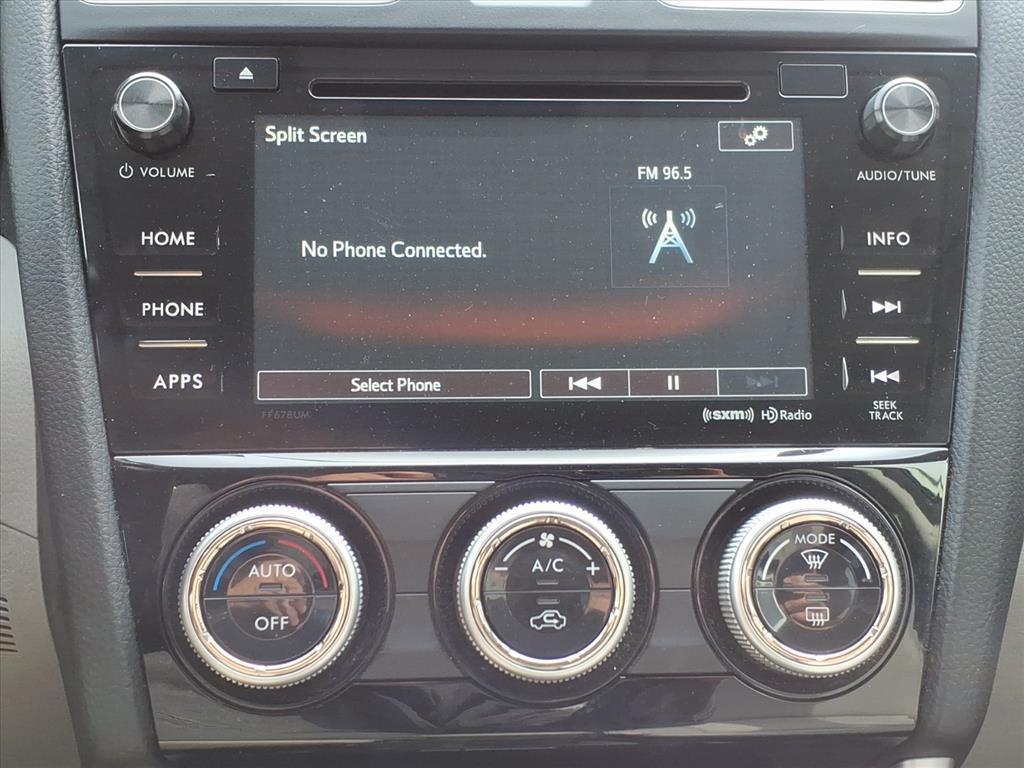 Split Screen
VOLUME
FM 96.5
AUDIO/TUNE
HOME
No Phone Connected.
INFO
PHONE
APPS
Select Phone
SEEK
TRACK
FF678UM
((sxm)) HD Radio
AUTO
OFF
A/C
MODE